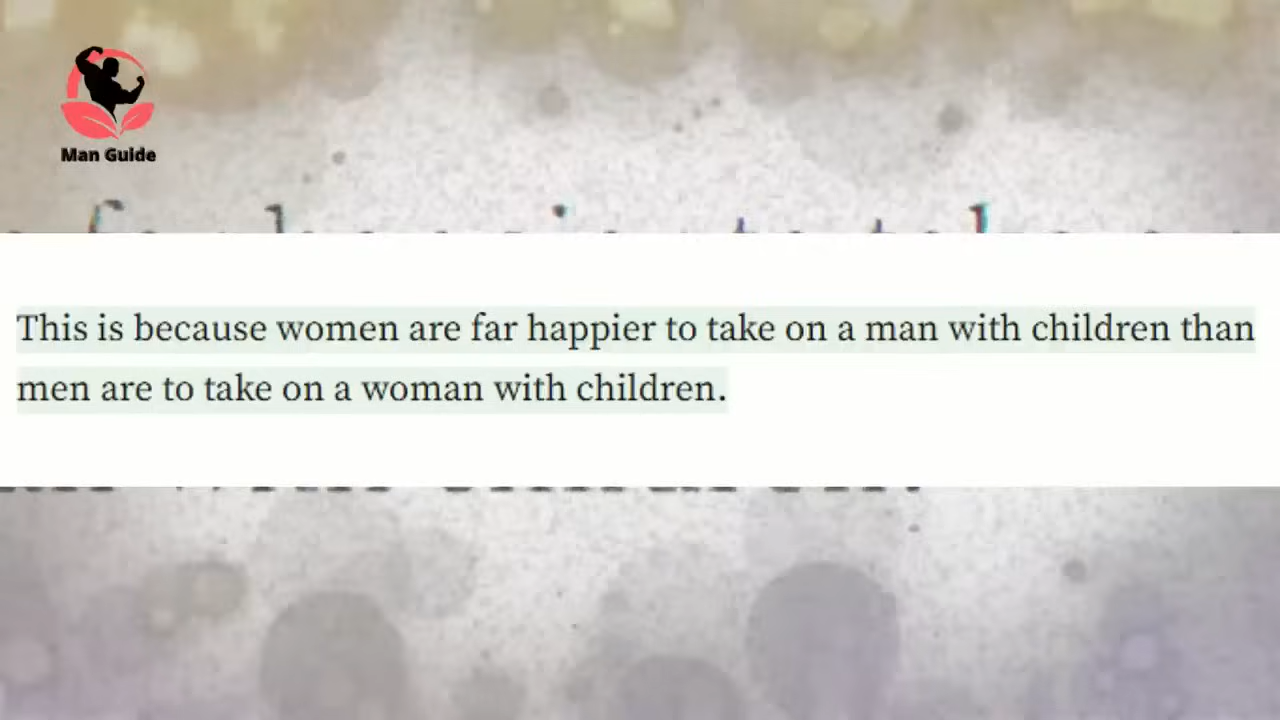 Man Guide
This is because women are far happier to take on a man with children than
men are to take on a woman with children.